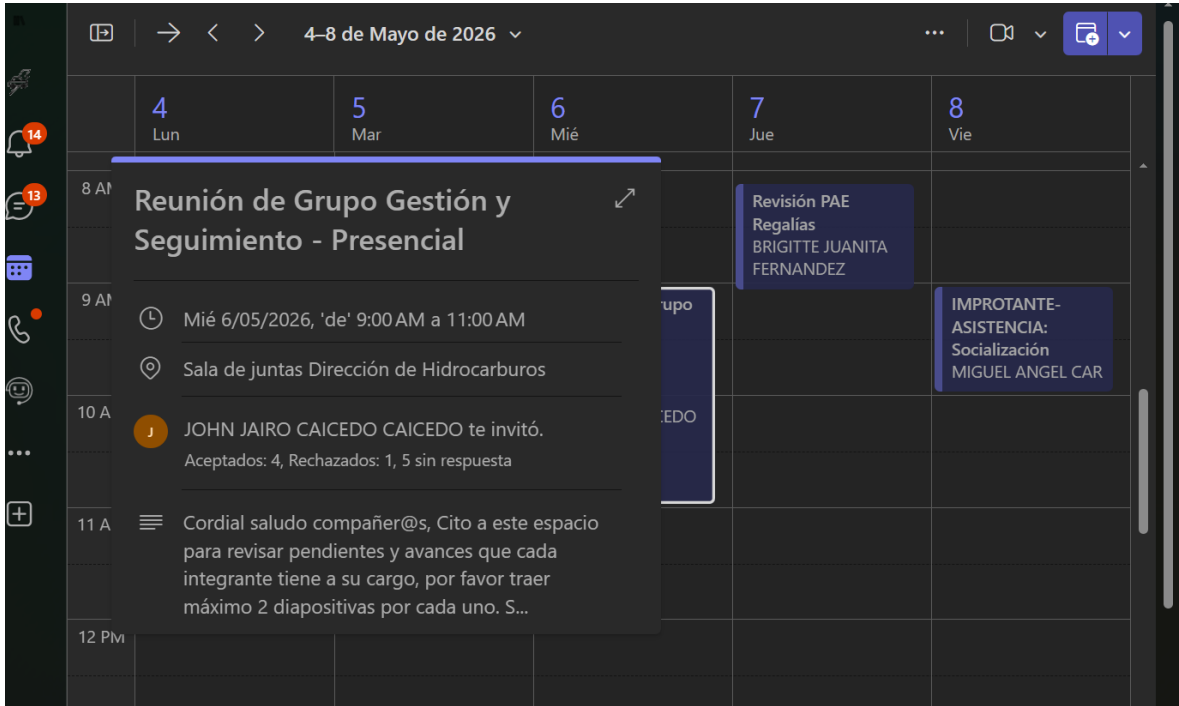 4–8 de Mayo de 2026
4
Lun
5
Mar
6
Mié
7
Jue
8
Vie
14
13
8 AM
9 AM
10 A
11 A
12 PM
Reunión de Grupo Gestión y
Seguimiento - Presencial
Mié 6/05/2026, 'de' 9:00 AM a 11:00 AM
Sala de juntas Dirección de Hidrocarburos
J
JOHN JAIRO CAICEDO CAICEDO te invitó.
Aceptados: 4, Rechazados: 1, 5 sin respuesta
Cordial saludo compañer@s, Cito a este espacio
para revisar pendientes y avances que cada
integrante tiene a su cargo, por favor traer
máximo 2 diapositivas por cada uno. S...
rupo
CEDO
Revisión PAE
Regalías
BRIGITTE JUANITA
FERNANDEZ
IMPROTANTE-
ASISTENCIA:
Socialización
MIGUEL ANGEL CAR